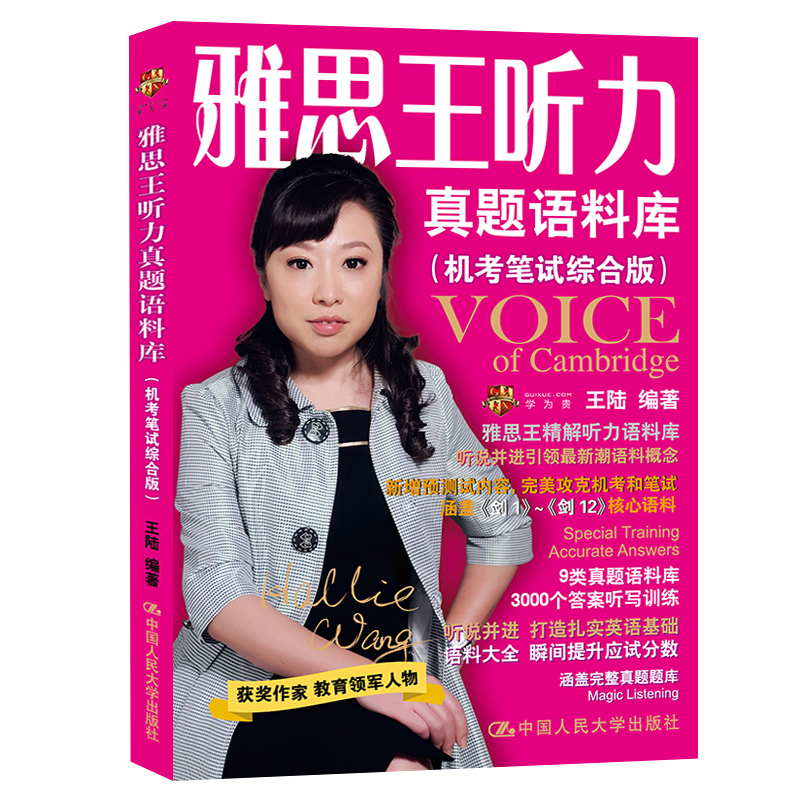 雅思王听力真题语料库
(机考笔试综合版)
王陆 编著
中国人民大学出版社
雅思王听力
真题语料库
(机考笔试综合版)
VOICE
of Cambridge
GUIXUE.COM
学为贵
王陆 编著
雅思王精解听力语料库
听说并进引领最新潮语料概念
新增预测试内容,完美攻克机考和笔试
涵盖《剑1》~《剑12》核心语料
Special Training
Accurate Answers
9类真题语料库
3000个答案听写训练
听说并进 打造扎实英语基础
语料大全 瞬间提升应试分数
涵盖完整真题题库
Magic Listening
Hallie
Wang
获奖作家 教育领军人物
中国人民大学出版社